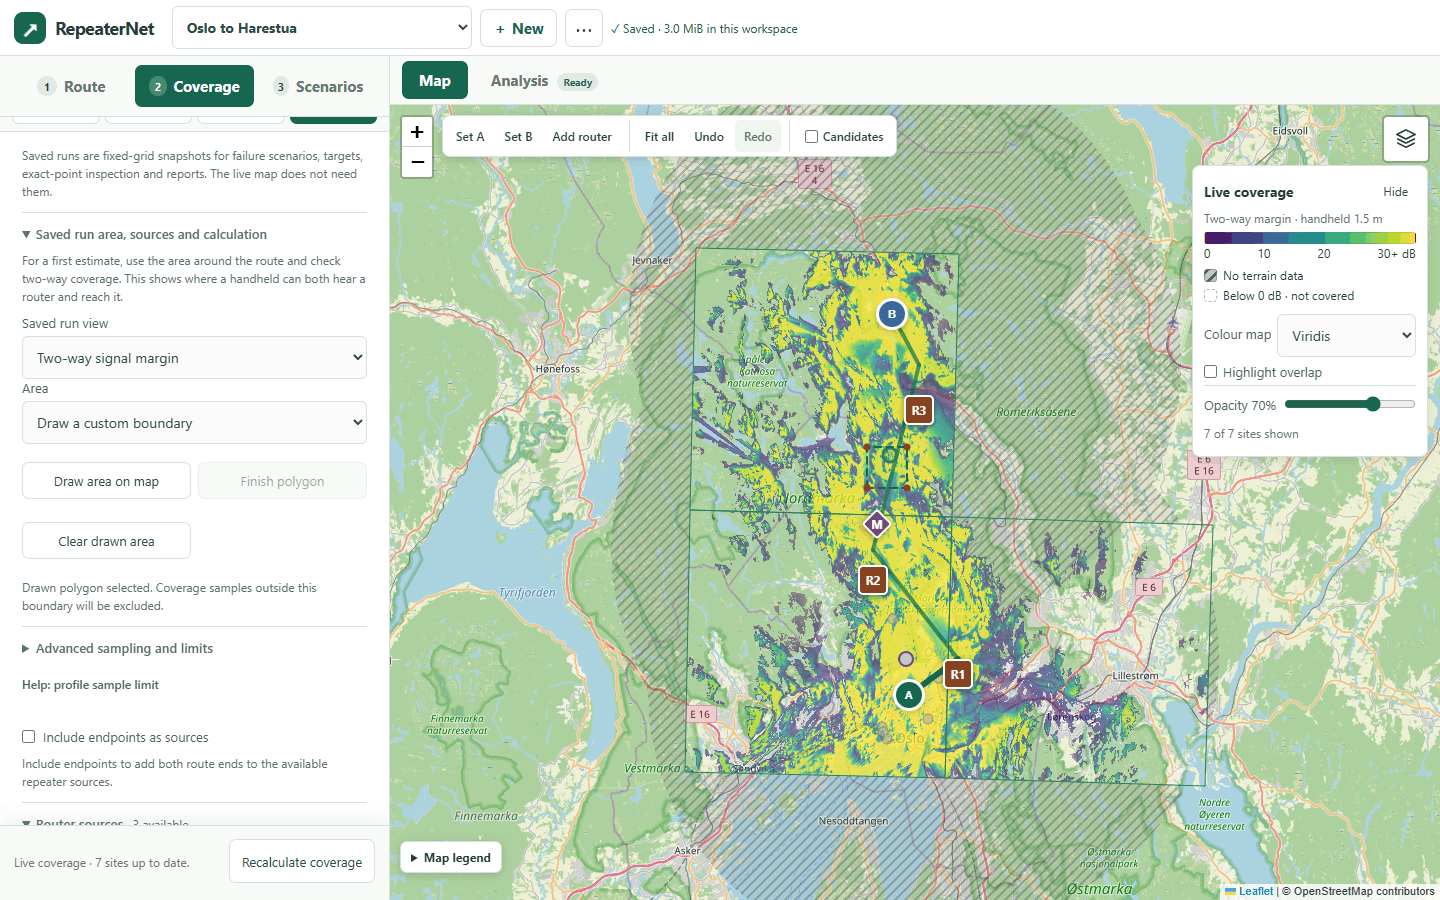 RepeaterNet
Oslo to Harestua
+ New
...
✓ Saved · 3.0 MiB in this workspace
1 Route
2 Coverage
3 Scenarios
Map
Analysis Ready
Saved runs are fixed-grid snapshots for failure scenarios, targets,
exact-point inspection and reports. The live map does not need
them.
▼ Saved run area, sources and calculation
For a first estimate, use the area around the route and check
two-way coverage. This shows where a handheld can both hear a
router and reach it.
Saved run view
Two-way signal margin
Area
Draw a custom boundary
Draw area on map
Finish polygon
Clear drawn area
Drawn polygon selected. Coverage samples outside this
boundary will be excluded.
▶ Advanced sampling and limits
Help: profile sample limit
Include endpoints as sources
Include endpoints to add both route ends to the available
repeater sources.
▼ Router sources · 3 available
Live coverage · 7 sites up to date.
Recalculate coverage
+
−
Set A
Set B
Add router
Fit all
Undo
Redo
Candidates
Live coverage
Hide
Two-way margin · handheld 1.5 m
0 10 20 30+ dB
No terrain data
Below 0 dB · not covered
Colour map
Viridis
Highlight overlap
Opacity 70%
7 of 7 sites shown
Eidsvoll
E 16
4
Jevnaker
B
Hønefoss
naturreservat
R3
Romeriksåsene
E 6
E 16
M
R2
E 6
Tyrifjorden
R1
Lillestrøm
A
E 16
Finnemarka
naturreservat
Oslo
Vestmarka
Finnemarka
Nesoddtangen
Nordre
Øyeren
naturreservat
Asker
Østmarka
nasjonalpark
Østmarka
▶ Map legend
Leaflet | © OpenStreetMap contributors